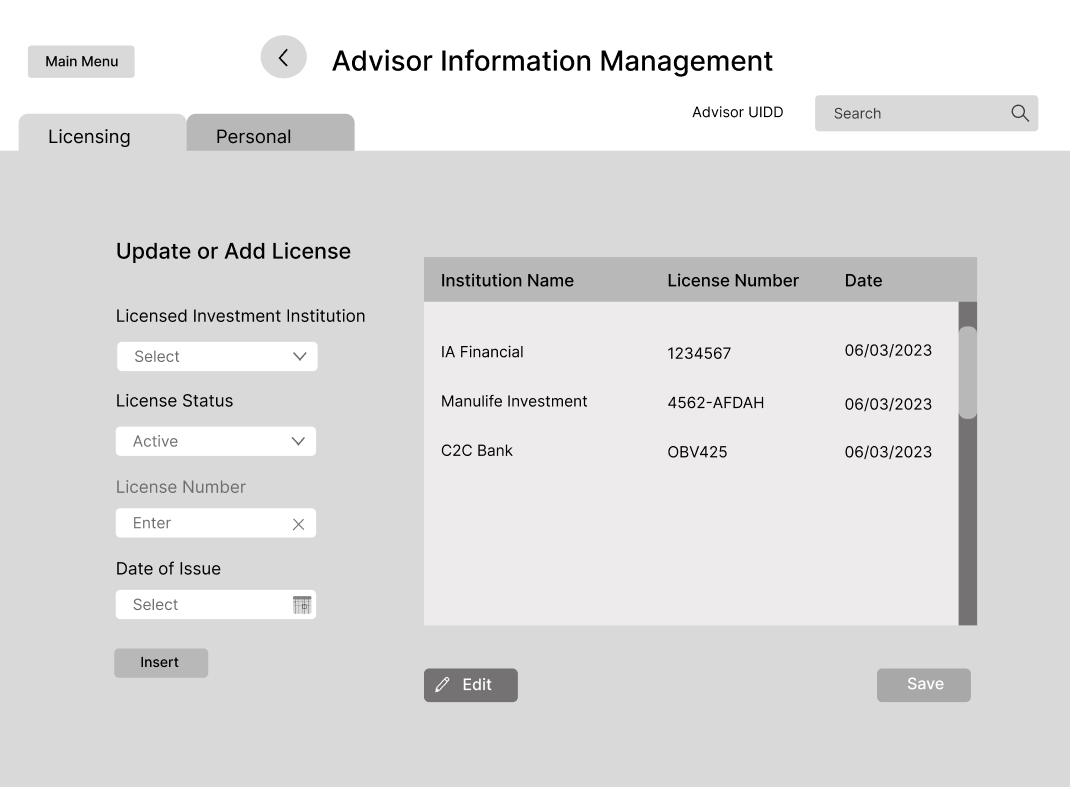 Main Menu
Advisor Information Management
Advisor UIDD
Search
Licensing
Personal
Update or Add License
Licensed Investment Institution
Select
License Status
Active
License Number
Enter
Date of Issue
Select
Insert
Institution Name License Number Date
IA Financial 1234567 06/03/2023
Manulife Investment 4562-AFDAH 06/03/2023
C2C Bank OBV425 06/03/2023
Edit
Save